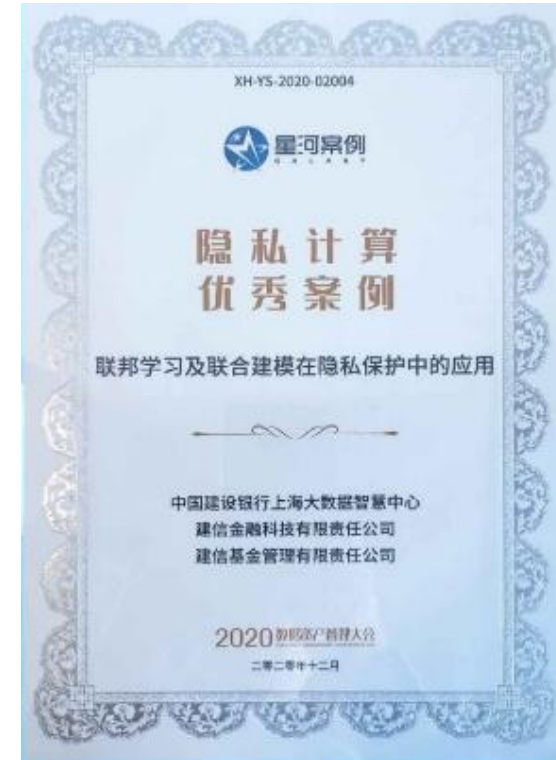 XH-YS-2020-02004
星河案例
GALAXY
隐私计算
优秀案例
联邦学习及联合建模在隐私保护中的应用
中国建设银行上海大数据智慧中心
建信金融科技有限责任公司
建信基金管理有限责任公司
2020 数据资产管理大会
二零二零年十二月